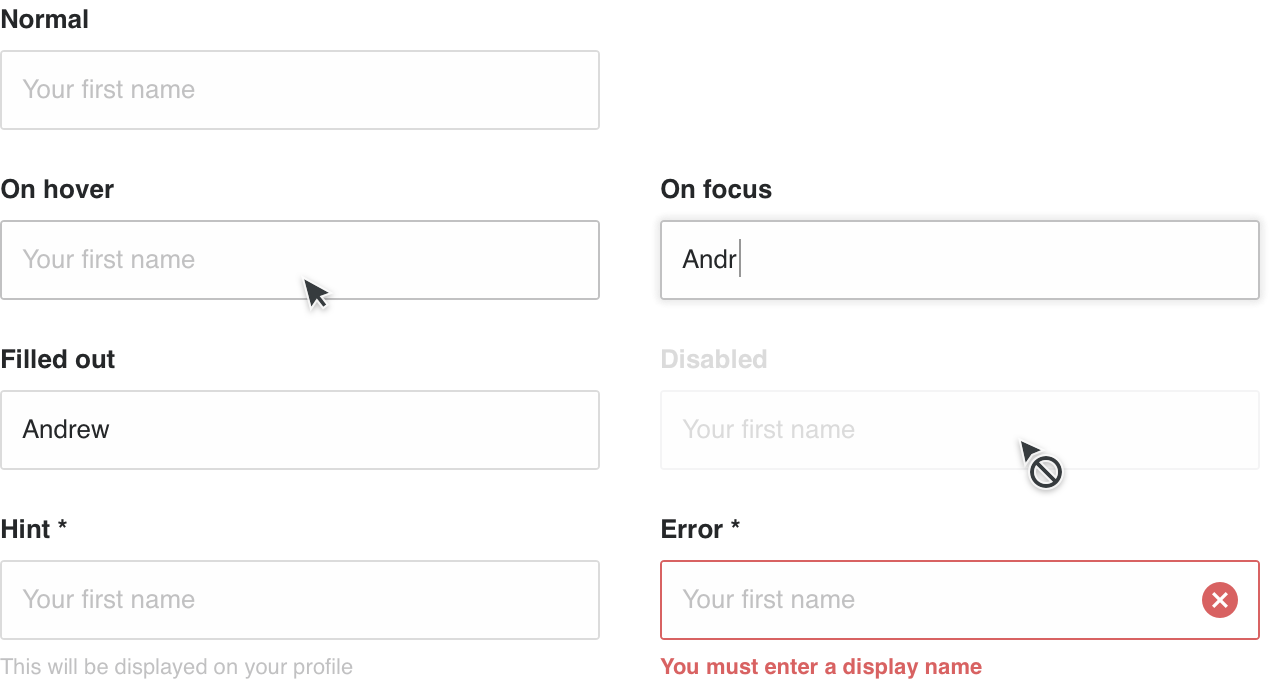 Normal
Your first name
On hover
On focus
Your first name
Andr
Filled out
Disabled
Andrew
Your first name
Hint *
Error *
Your first name
Your first name
This will be displayed on your profile
You must enter a display name